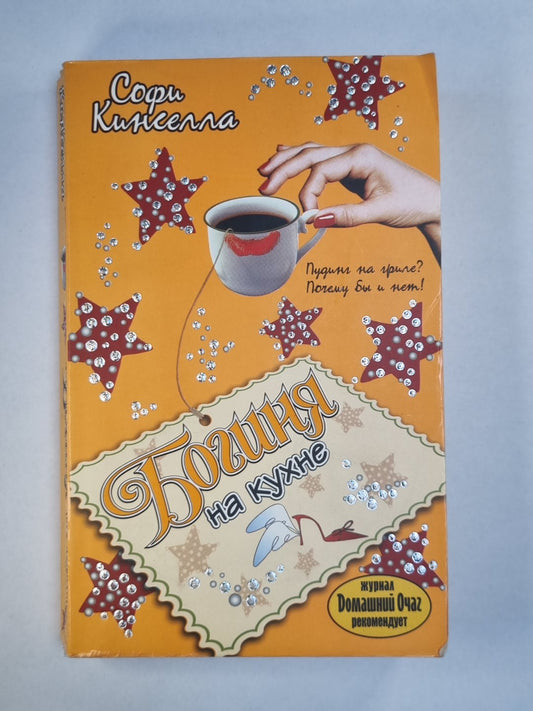 Софи
Кинселла
Пудинг на гриле?
Почему бы и нет!
Богиня
на кухне
журнал
Домашний Очаг
рекомендует